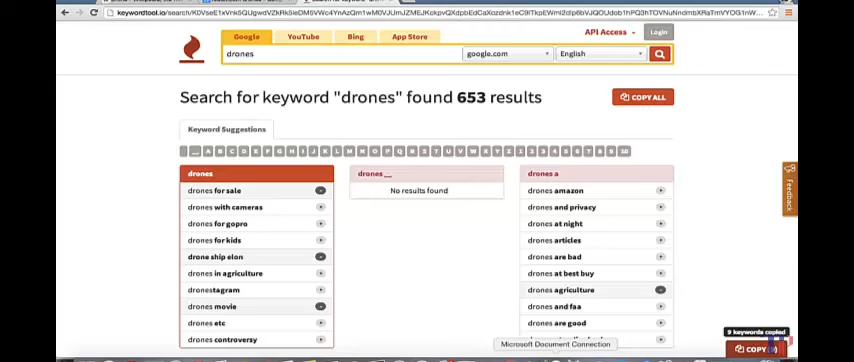 keywordtool.io/search/
Google YouTube Bing App Store API Access Login
drones google.com English
Search for keyword "drones" found 653 results COPY ALL
Keyword Suggestions
__ A B C D E F G H I J K L M N O P Q R S T U V W X Y Z 1 2 3 4 5 6 7 8 9 10
drones
drones for sale
drones with cameras
drones for gopro
drones for kids
drone ship elon
drones in agriculture
dronestagram
drones movie
drones etc
drones controversy
drones __
No results found
drones a
drones amazon
drones and privacy
drones at night
drones articles
drones are bad
drones at best buy
drones agriculture
drones and faa
drones are good
Feedback
9 keywords copied
COPY
Microsoft Document Connection